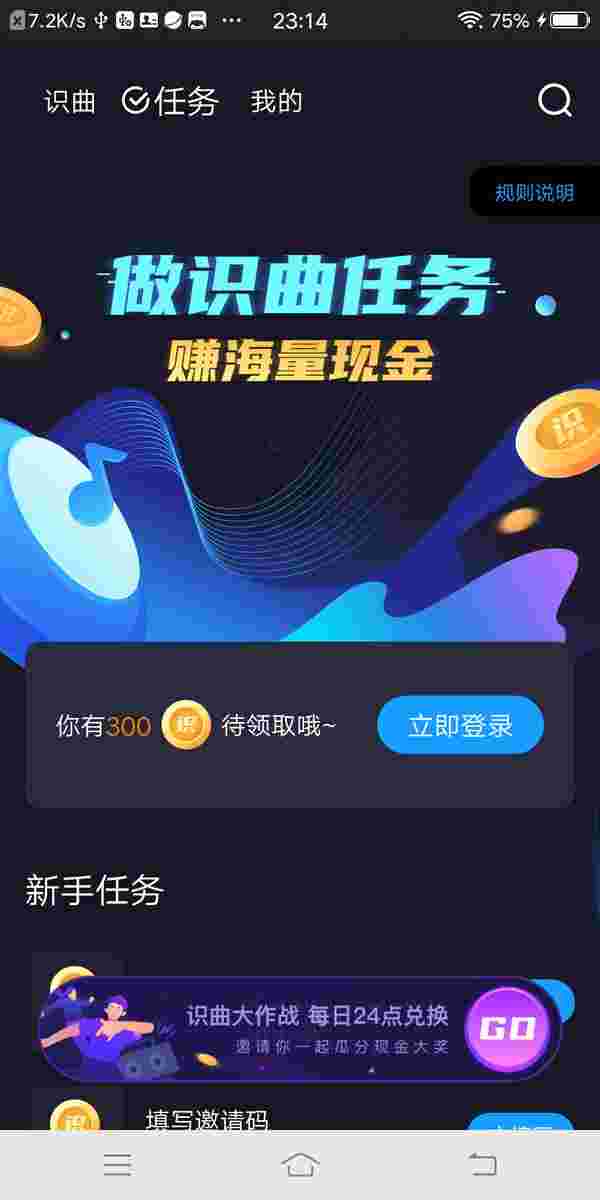 7.2K/s
23:14
75%
识曲
任务
我的
规则说明
做识曲任务
赚海量现金
识
你有300
识
待领取哦~
立即登录
新手任务
识曲大作战 每日24点兑换
邀请你一起瓜分现金大奖
GO
识
填写邀请码